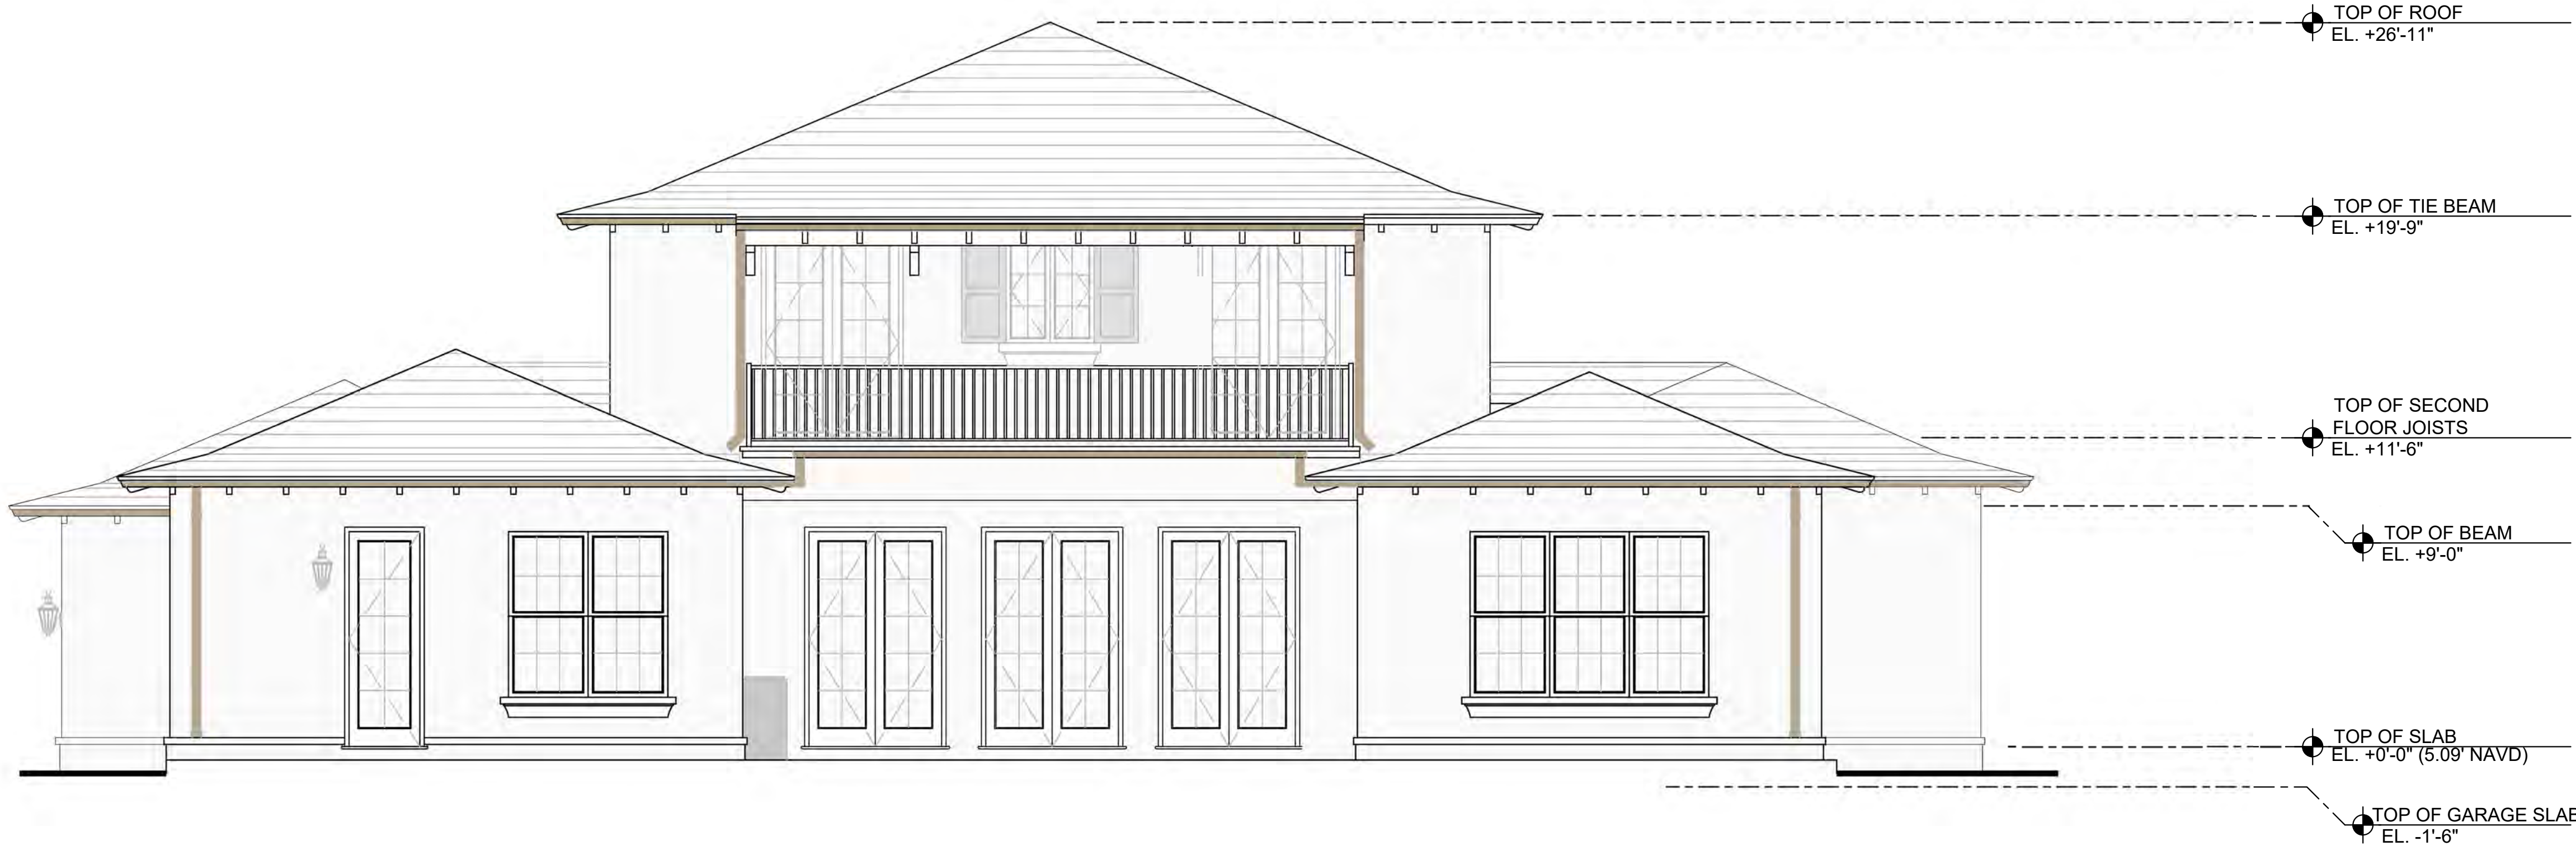 TOP OF ROOF
EL. +26'-11"
TOP OF TIE BEAM
EL. +19'-9"
TOP OF SECOND
FLOOR JOISTS
EL. +11'-6"
TOP OF BEAM
EL. +9'-0"
TOP OF SLAB
EL. +0'-0" (5.09' NAVD)
TOP OF GARAGE SLAB
EL. -1'-6"